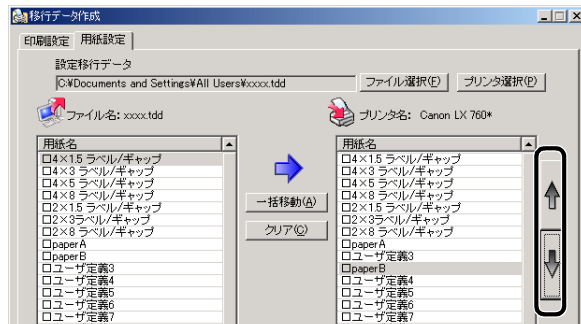 移行データ作成
印刷設定 用紙設定
設定移行データ
C:¥Documents and Settings¥All Users¥xxxx.tdd ファイル選択(F) プリンタ選択(P)
ファイル名: xxxx.tdd プリンタ名: Canon LX 760*
用紙名 用紙名
□4×1.5 ラベル/ギャップ □4×1.5 ラベル/ギャップ
□4×3 ラベル/ギャップ □4×3 ラベル/ギャップ
□4×5 ラベル/ギャップ □4×5 ラベル/ギャップ
□4×8 ラベル/ギャップ 一括移動(A) □4×8 ラベル/ギャップ
□2×1.5 ラベル/ギャップ □2×1.5 ラベル/ギャップ
□2×3ラベル/ギャップ □2×3ラベル/ギャップ
□2×8 ラベル/ギャップ クリア(C) □2×8 ラベル/ギャップ
□paperA □paperA
□paperB □ユーザ定義3
□ユーザ定義3 □paperB
□ユーザ定義4 □ユーザ定義4
□ユーザ定義5 □ユーザ定義5
□ユーザ定義6 □ユーザ定義6
□ユーザ定義7 □ユーザ定義7